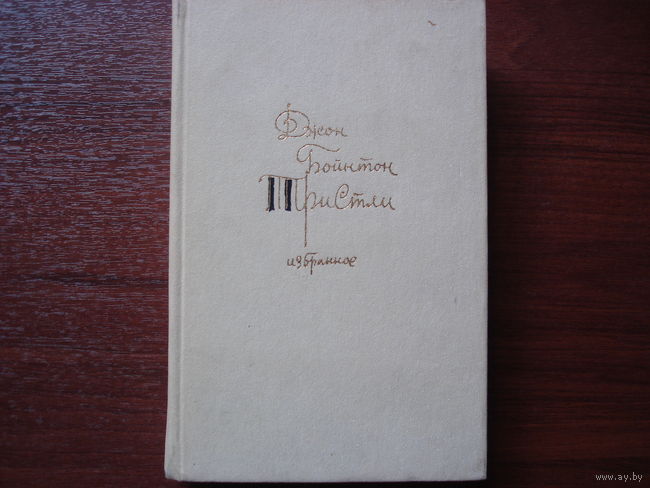 Джон
Бойнтон
Пристли
избранное
www.ay.by